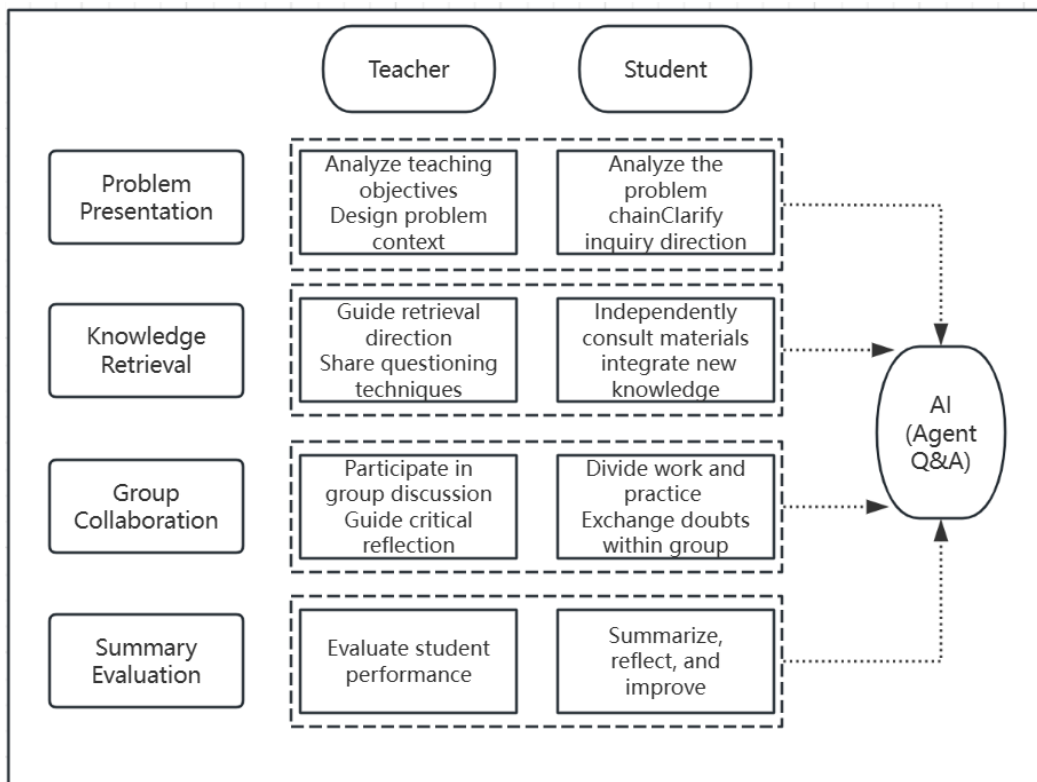 Teacher
Student
Problem
Presentation
Analyze teaching
objectives
Design problem
context
Analyze the
problem
chainClarify
inquiry direction
Knowledge
Retrieval
Guide retrieval
direction
Share questioning
techniques
Independently
consult materials
integrate new
knowledge
AI
(Agent
Q&A)
Group
Collaboration
Participate in
group discussion
Guide critical
reflection
Divide work and
practice
Exchange doubts
within group
Summary
Evaluation
Evaluate student
performance
Summarize,
reflect, and
improve